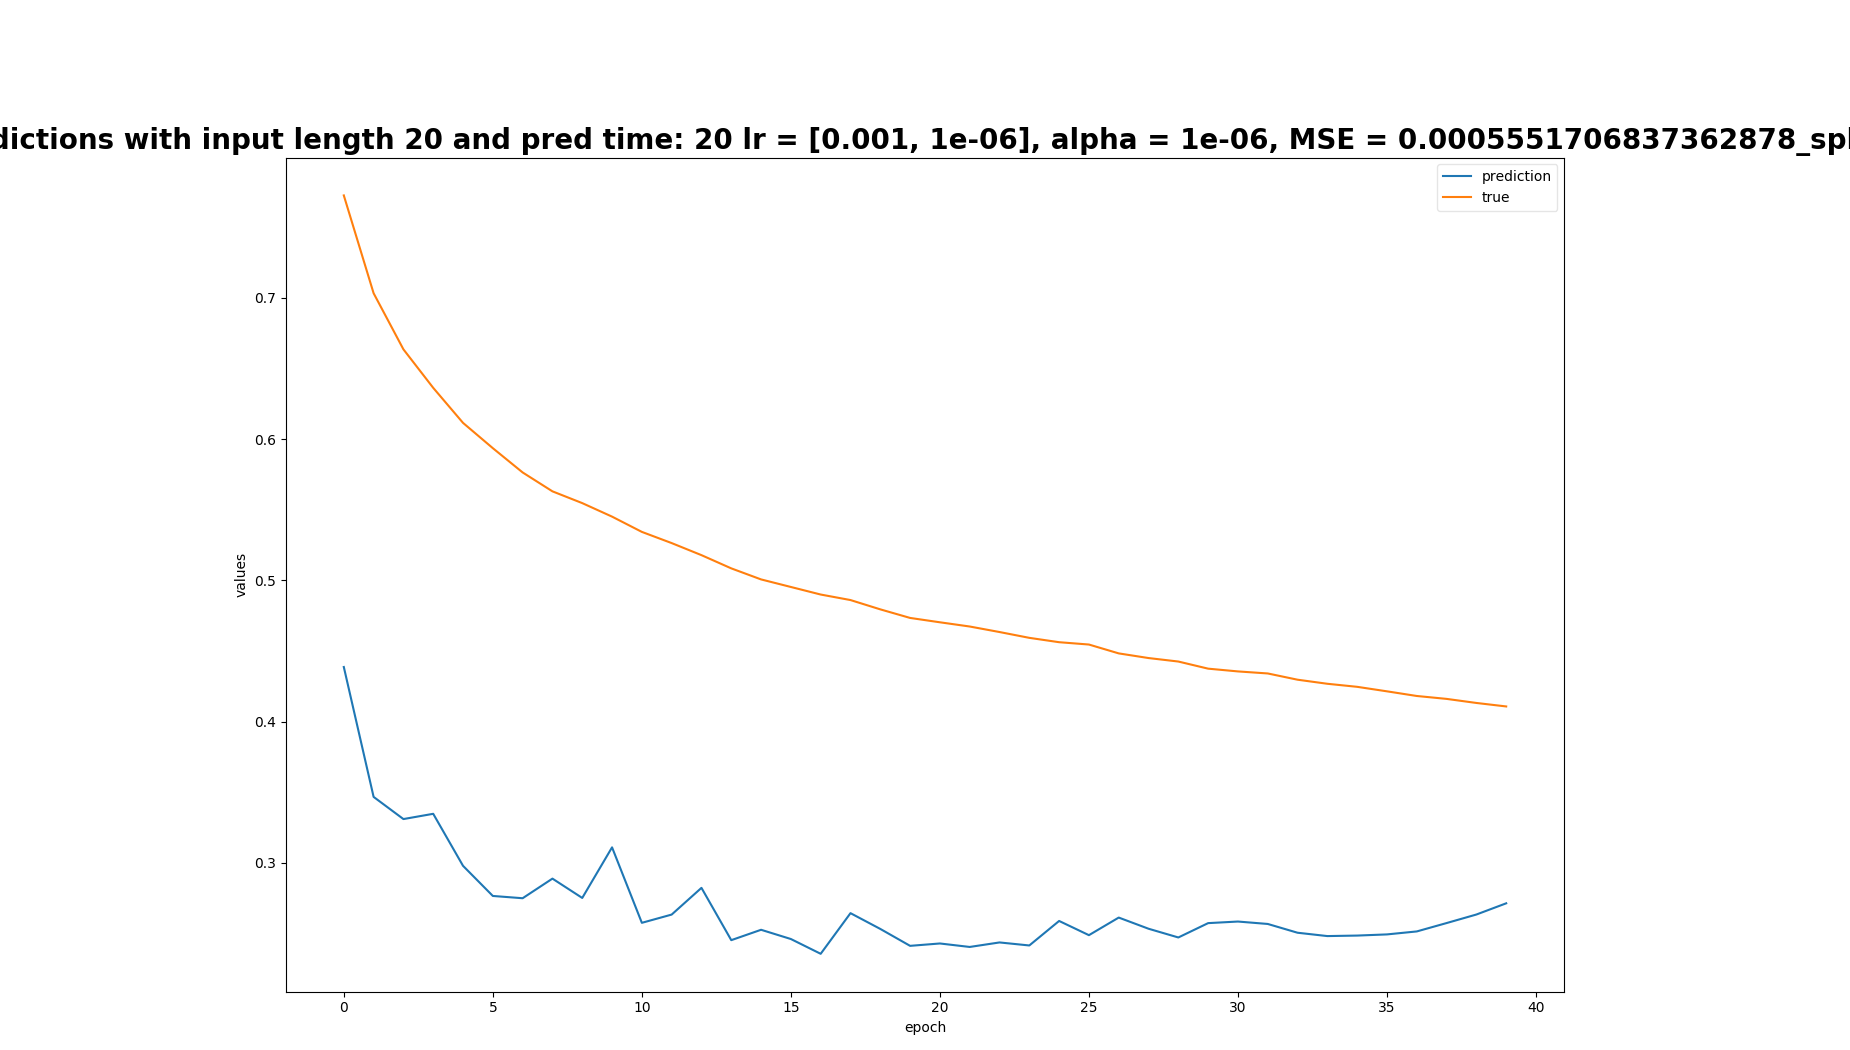 dictions with input length 20 and pred time: 20 lr = [0.001, 1e-06], alpha = 1e-06, MSE = 0.0005551706837362878_spl
prediction
true
0.7
0.6
0.5
0.4
0.3
values
0 5 10 15 20 25 30 35 40
epoch